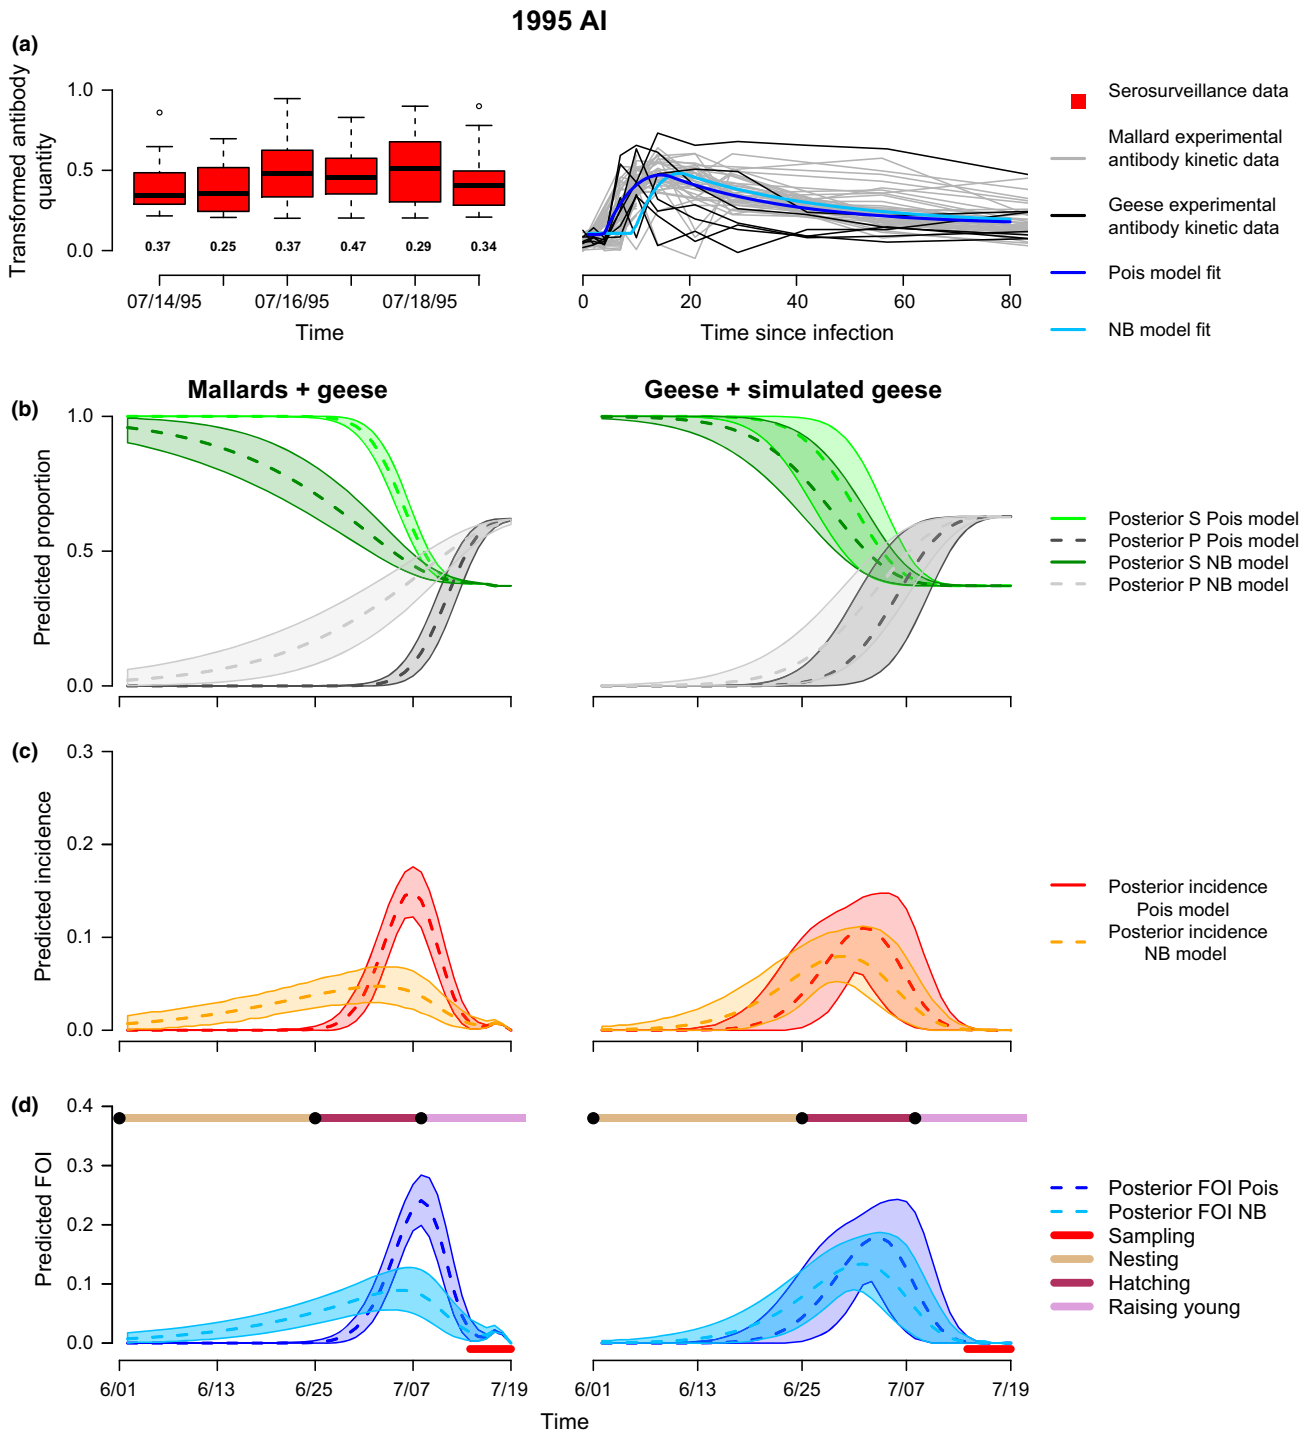 1995 AI
(a)
Transformed antibody
quantity
1.0
0.5
0.0
0.37
0.25
0.37
0.47
0.29
0.34
07/14/95
07/16/95
07/18/95
Time
0
20
40
60
80
Time since infection
Serosurveillance data
Mallard experimental
antibody kinetic data
Geese experimental
antibody kinetic data
Pois model fit
NB model fit
(b)
Mallards + geese
Geese + simulated geese
Predicted proportion
1.0
0.5
0.0
Posterior S Pois model
Posterior P Pois model
Posterior S NB model
Posterior P NB model
(c)
Predicted incidence
0.3
0.2
0.1
0.0
Posterior incidence
Pois model
Posterior incidence
NB model
(d)
Predicted FOI
0.4
0.3
0.2
0.1
0.0
6/01
6/13
6/25
7/07
7/19
6/01
6/13
6/25
7/07
7/19
Time
Posterior FOI Pois
Posterior FOI NB
Sampling
Nesting
Hatching
Raising young